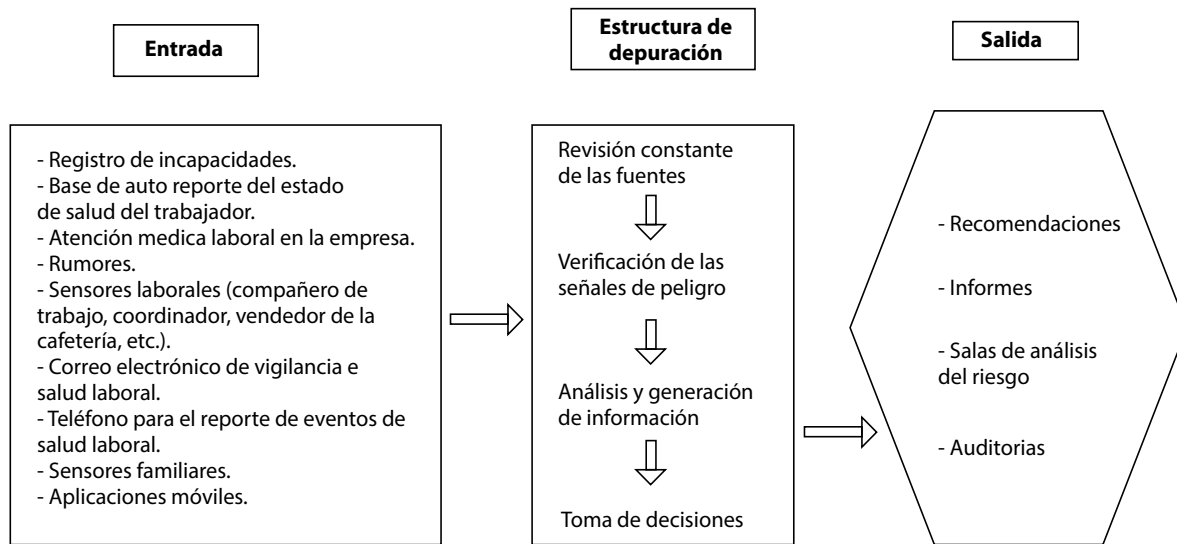 Entrada
- Registro de incapacidades.
- Base de auto reporte del estado
de salud del trabajador.
- Atención medica laboral en la empresa.
- Rumores.
- Sensores laborales (compañero de
trabajo, coordinador, vendedor de la
cafetería, etc.).
- Correo electrónico de vigilancia e
salud laboral.
- Teléfono para el reporte de eventos de
salud laboral.
- Sensores familiares.
- Aplicaciones móviles.
Estructura de
depuración
Revisión constante
de las fuentes
Verificación de las
señales de peligro
Análisis y generación
de información
Toma de decisiones
Salida
- Recomendaciones
- Informes
- Salas de análisis
del riesgo
- Auditorias